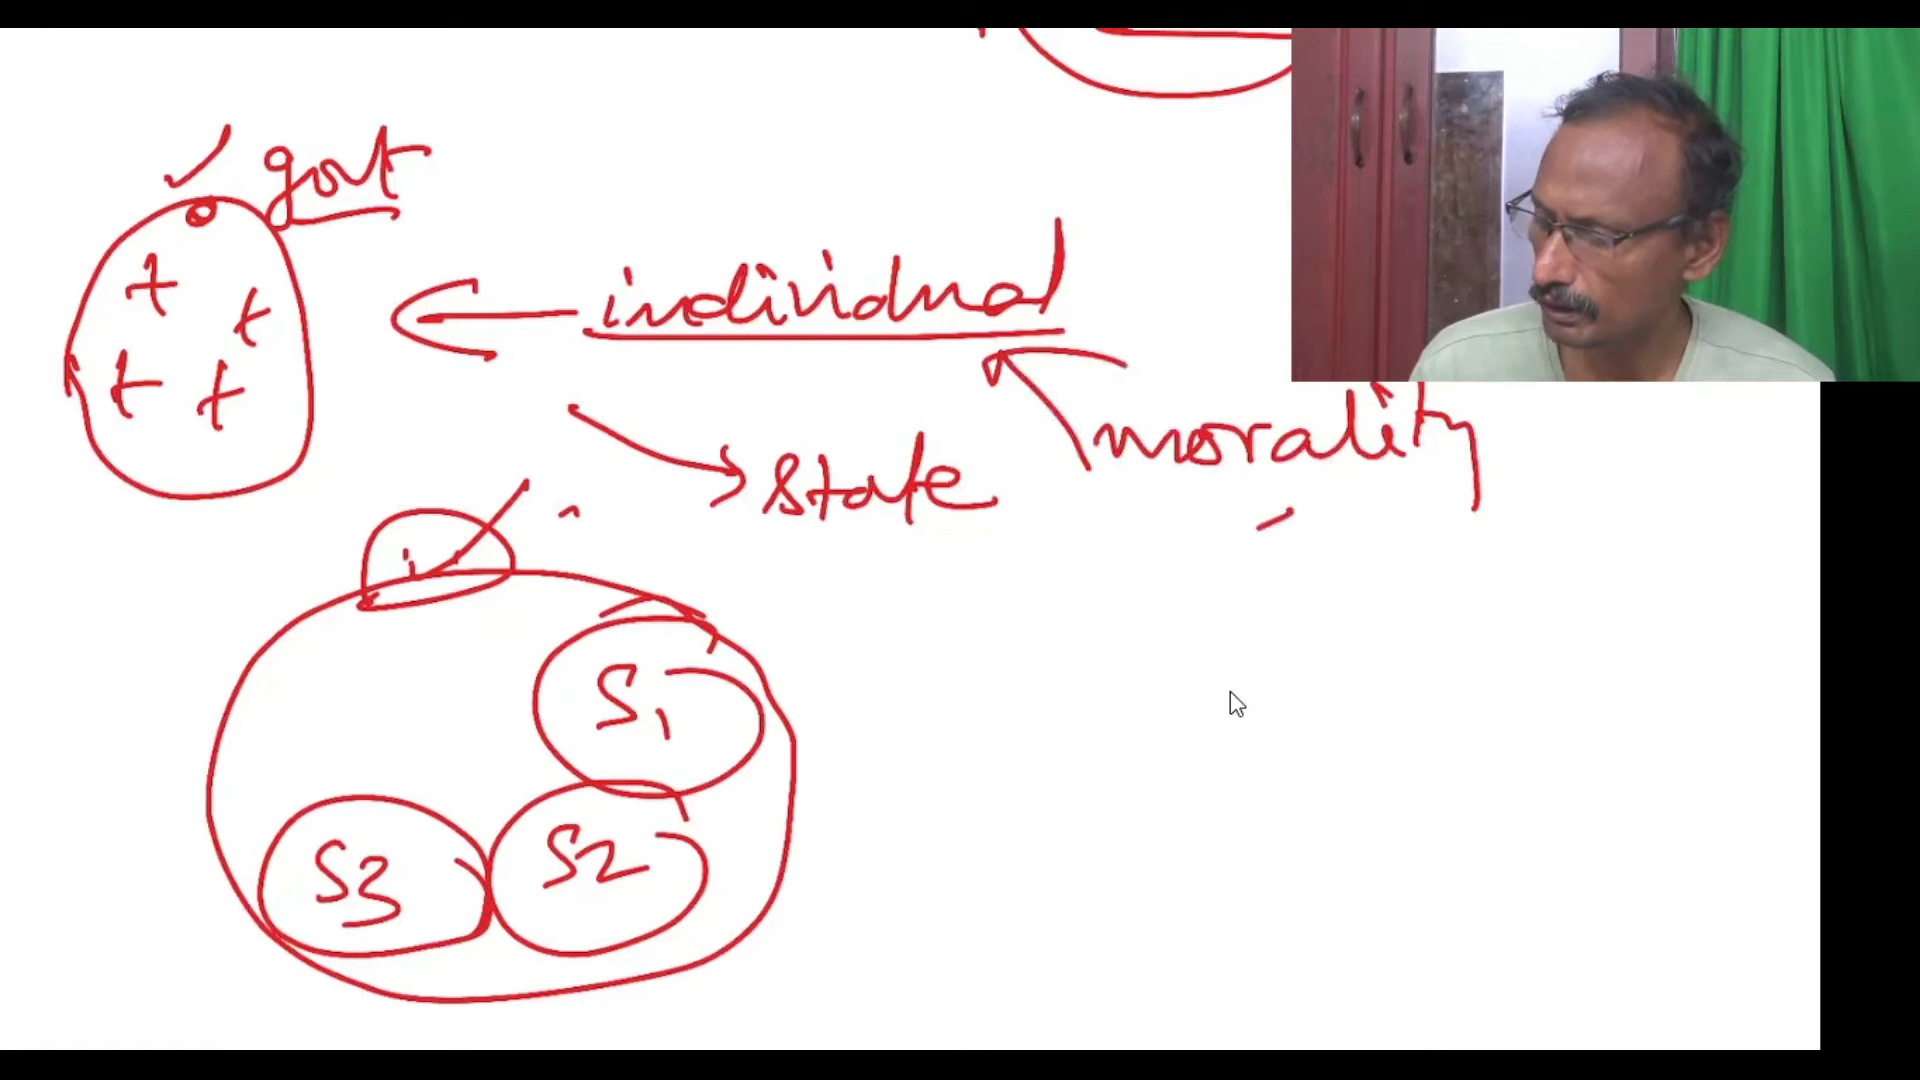 govt
+
+
+ +
individual
morality
state
S1
S2
S3